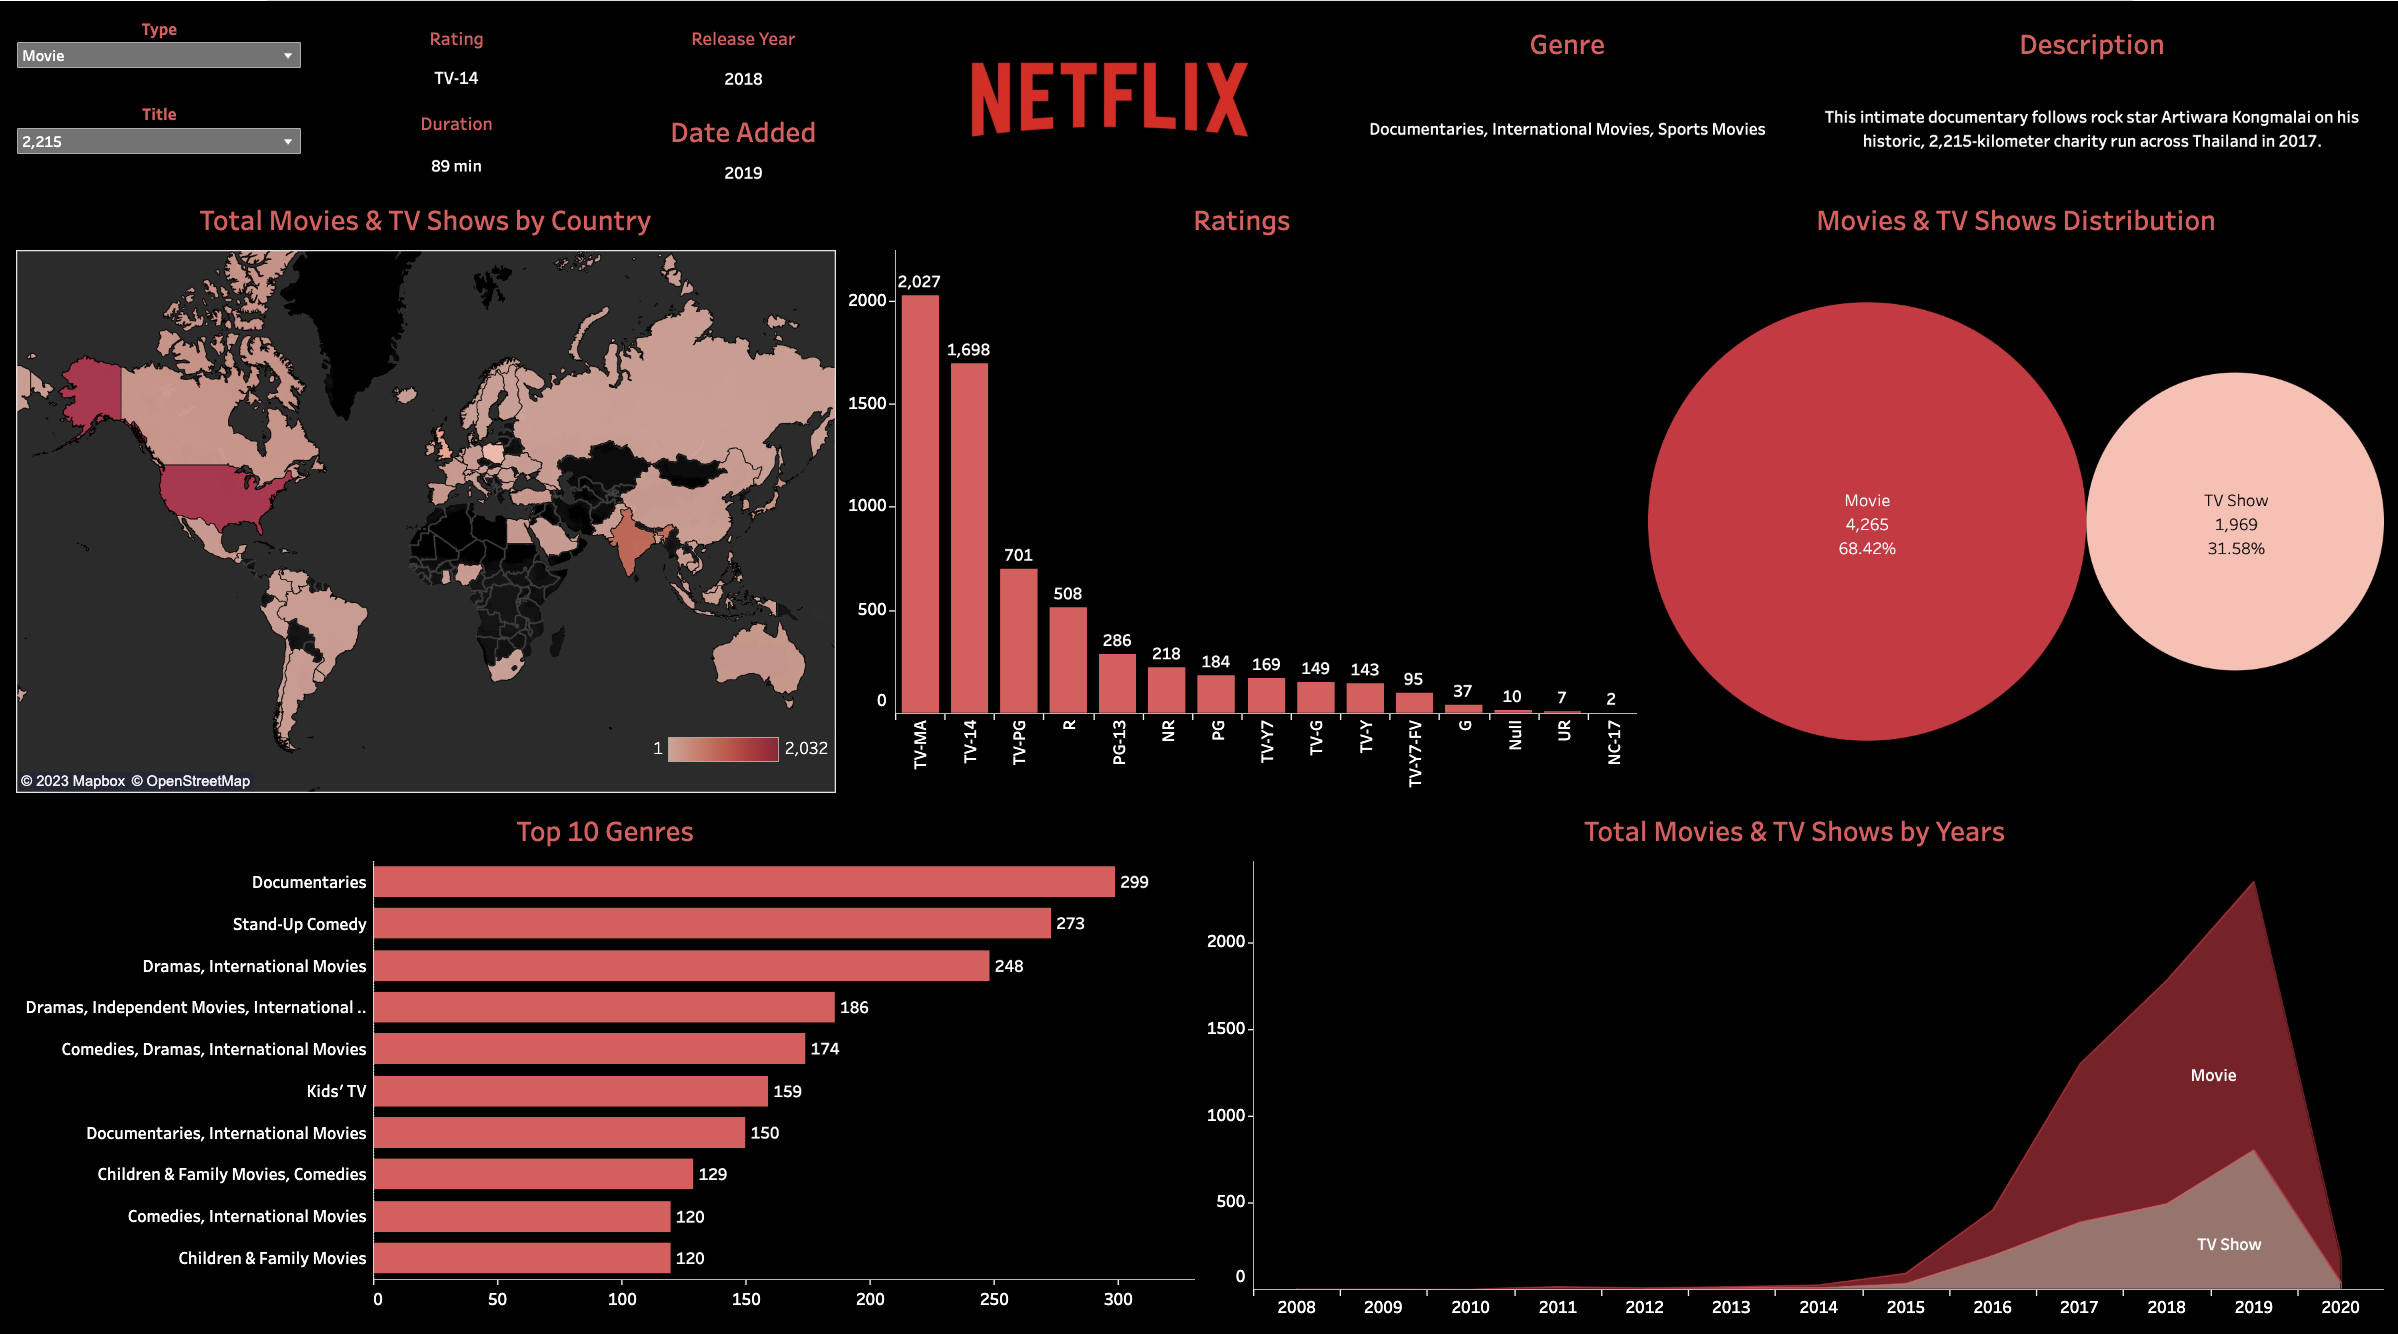 Type
Movie
Title
2,215
Rating
TV-14
Duration
89 min
Release Year
2018
Date Added
2019
NETFLIX
Genre
Documentaries, International Movies, Sports Movies
Description
This intimate documentary follows rock star Artiwara Kongmalai on his
historic, 2,215-kilometer charity run across Thailand in 2017.
Total Movies & TV Shows by Country
1
2,032
© 2023 Mapbox © OpenStreetMap
Ratings
2000
1500
1000
500
0
2,027
1,698
701
508
286
218
184
169
149
143
95
37
10
7
2
TV-MA
TV-14
TV-PG
R
PG-13
NR
PG
TV-Y7
TV-G
TV-Y
TV-Y7-FV
G
Null
UR
NC-17
Movies & TV Shows Distribution
Movie
4,265
68.42%
TV Show
1,969
31.58%
Top 10 Genres
Documentaries 299
Stand-Up Comedy 273
Dramas, International Movies 248
Dramas, Independent Movies, International .. 186
Comedies, Dramas, International Movies 174
Kids' TV 159
Documentaries, International Movies 150
Children & Family Movies, Comedies 129
Comedies, International Movies 120
Children & Family Movies 120
0 50 100 150 200 250 300
Total Movies & TV Shows by Years
2000
1500
1000
500
0
Movie
TV Show
2008 2009 2010 2011 2012 2013 2014 2015 2016 2017 2018 2019 2020